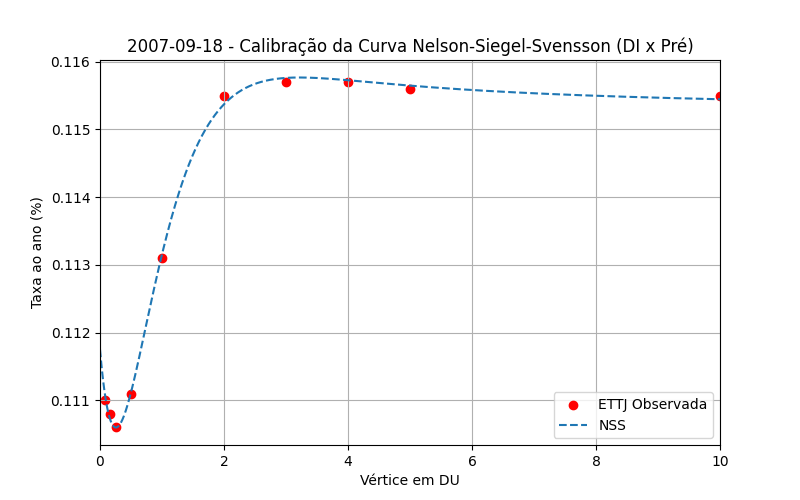 2007-09-18 - Calibração da Curva Nelson-Siegel-Svensson (DI x Pré)
Taxa ao ano (%)
0.116
0.115
0.114
0.113
0.112
0.111
0 2 4 6 8 10
Vértice em DU
ETTJ Observada
NSS